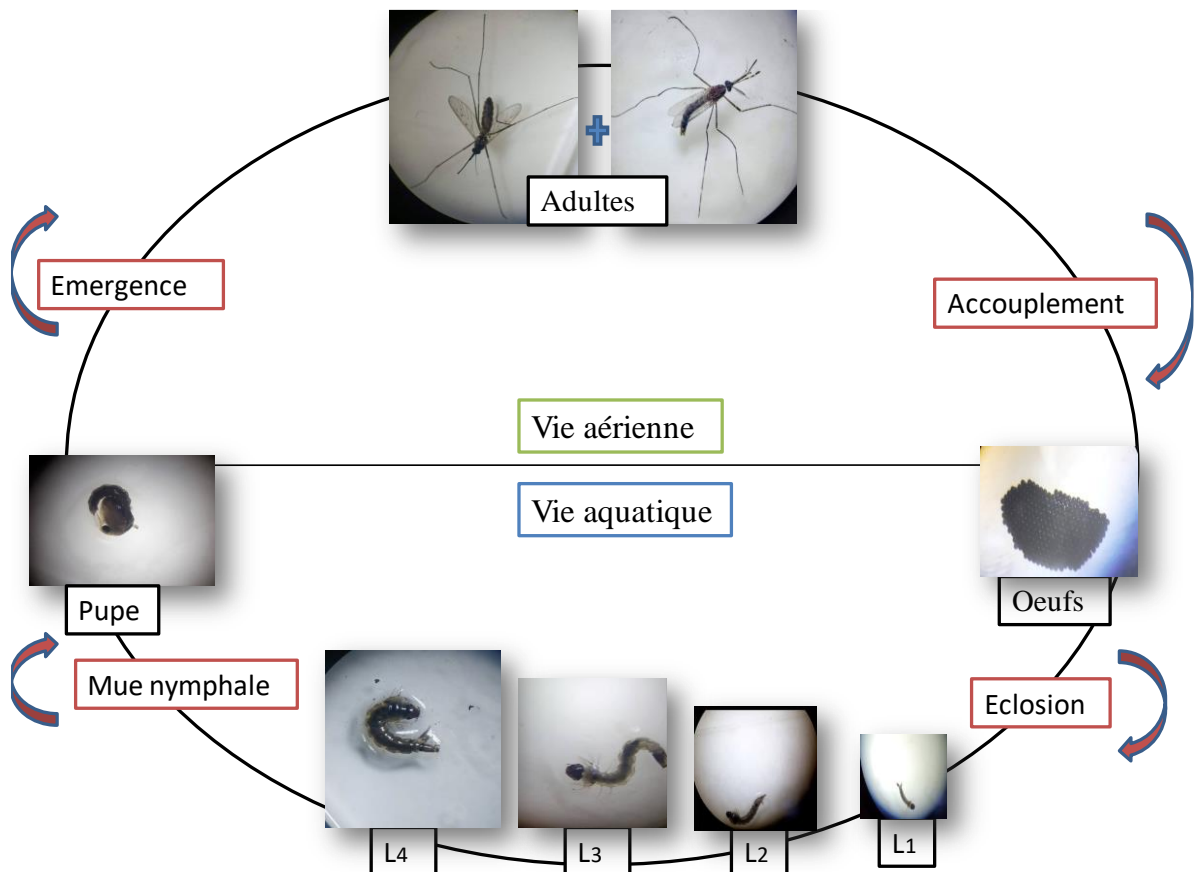 Adultes
Emergence
Accouplement
Vie aérienne
Vie aquatique
Pupe
Oeufs
Mue nymphale
Eclosion
L4
L3
L2
L1